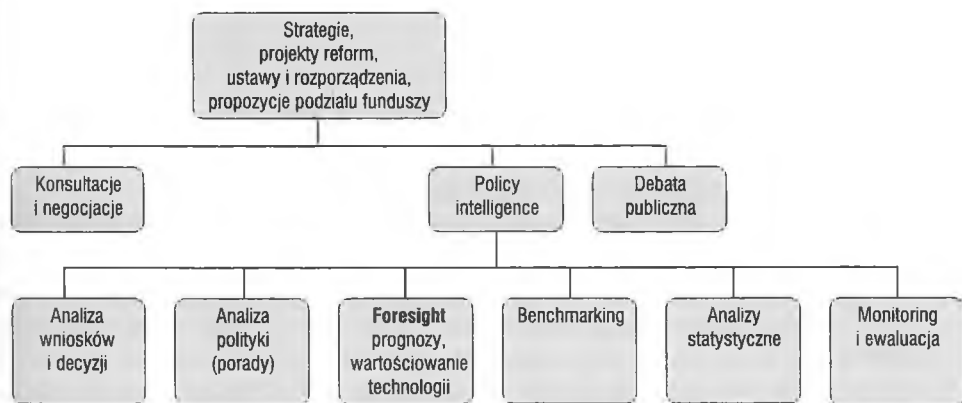 Strategie,
projekty reform,
ustawy i rozporządzenia,
propozycje podziału funduszy
Konsultacje
i negocjacje
Policy
intelligence
Debata
publiczna
Analiza
wniosków
i decyzji
Analiza
polityki
(porady)
Foresight
prognozy,
wartościowanie
technologii
Benchmarking
Analizy
statystyczne
Monitoring
i ewaluacja